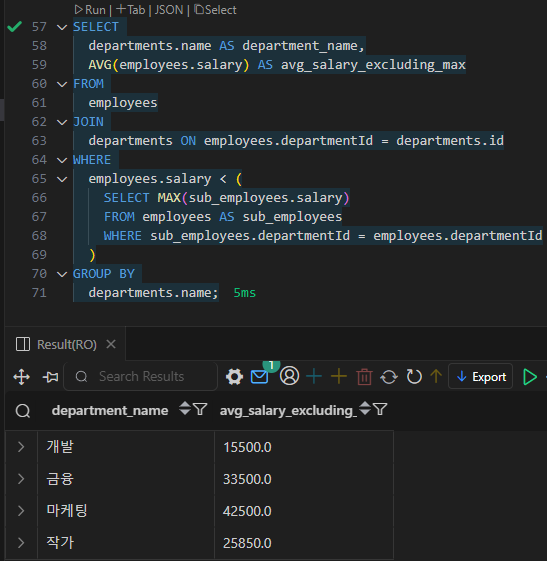 Run | +Tab | JSON | Select
57 SELECT
58 departments.name AS department_name,
59 AVG(employees.salary) AS avg_salary_excluding_max
60 FROM
61 employees
62 JOIN
63 departments ON employees.departmentId = departments.id
64 WHERE
65 employees.salary < (
66 SELECT MAX(sub_employees.salary)
67 FROM employees AS sub_employees
68 WHERE sub_employees.departmentId = employees.departmentId
69 )
70 GROUP BY
71 departments.name; 5ms
Result(RO)
Search Results 1 Export
department_name avg_salary_excluding_
개발 15500.0
금융 33500.0
마케팅 42500.0
작가 25850.0